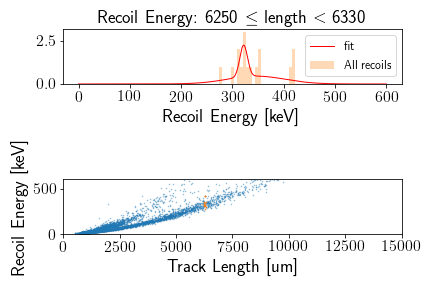 Recoil Energy: 6250 ≤ length < 6330
2.5
0.0
fit
All recoils
0 100 200 300 400 500 600
Recoil Energy [keV]
Recoil Energy [keV]
500
0
0 2500 5000 7500 10000 12500 15000
Track Length [um]